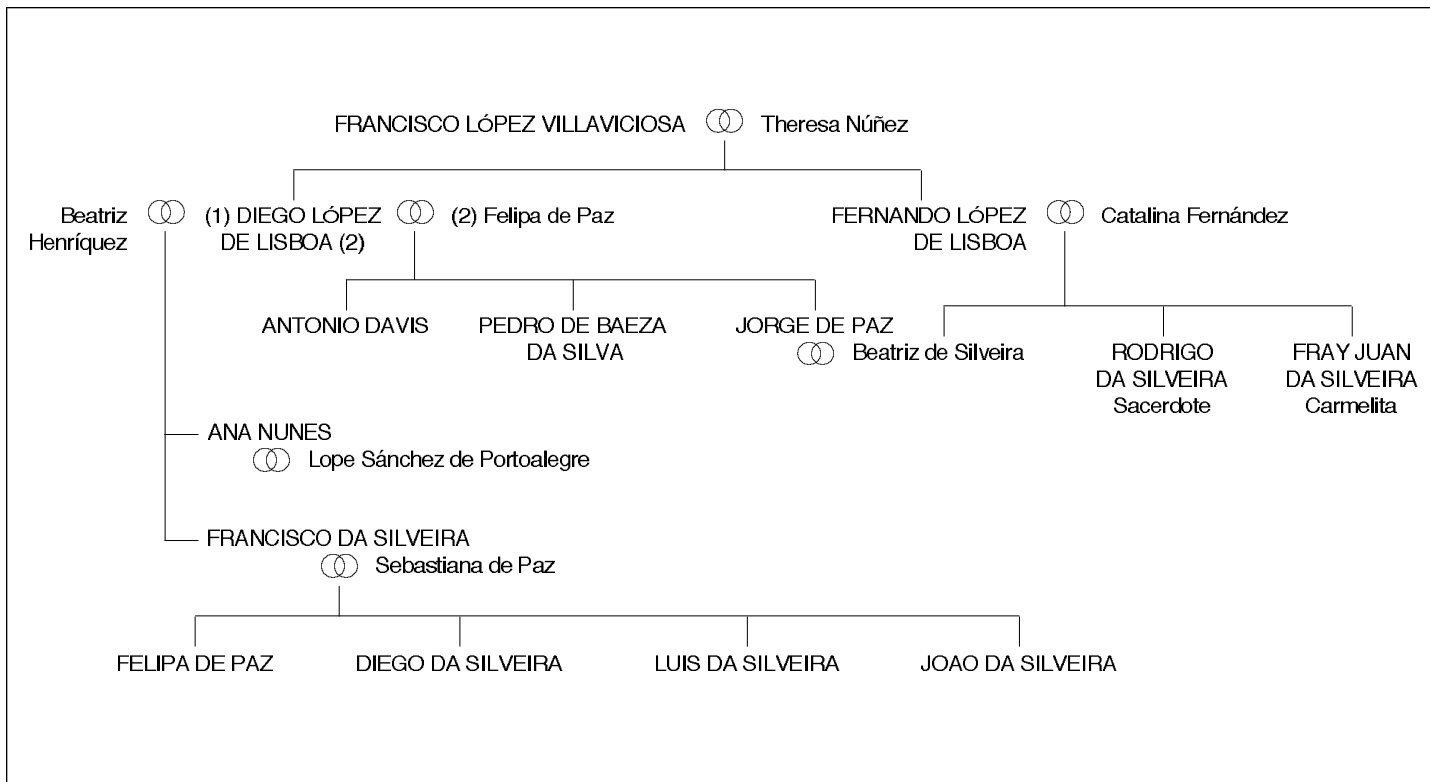 FRANCISCO LÓPEZ VILLAVICIOSA Theresa Núñez
Beatriz (1) DIEGO LÓPEZ (2) Felipa de Paz FERNANDO LÓPEZ Catalina Fernández
Henríquez DE LISBOA (2) DE LISBOA
ANTONIO DAVIS PEDRO DE BAEZA JORGE DE PAZ
DA SILVA Beatriz de Silveira RODRIGO FRAY JUAN
DA SILVEIRA DA SILVEIRA
Sacerdote Carmelita
ANA NUNES
Lope Sánchez de Portoalegre
FRANCISCO DA SILVEIRA
Sebastiana de Paz
FELIPA DE PAZ DIEGO DA SILVEIRA LUIS DA SILVEIRA JOAO DA SILVEIRA